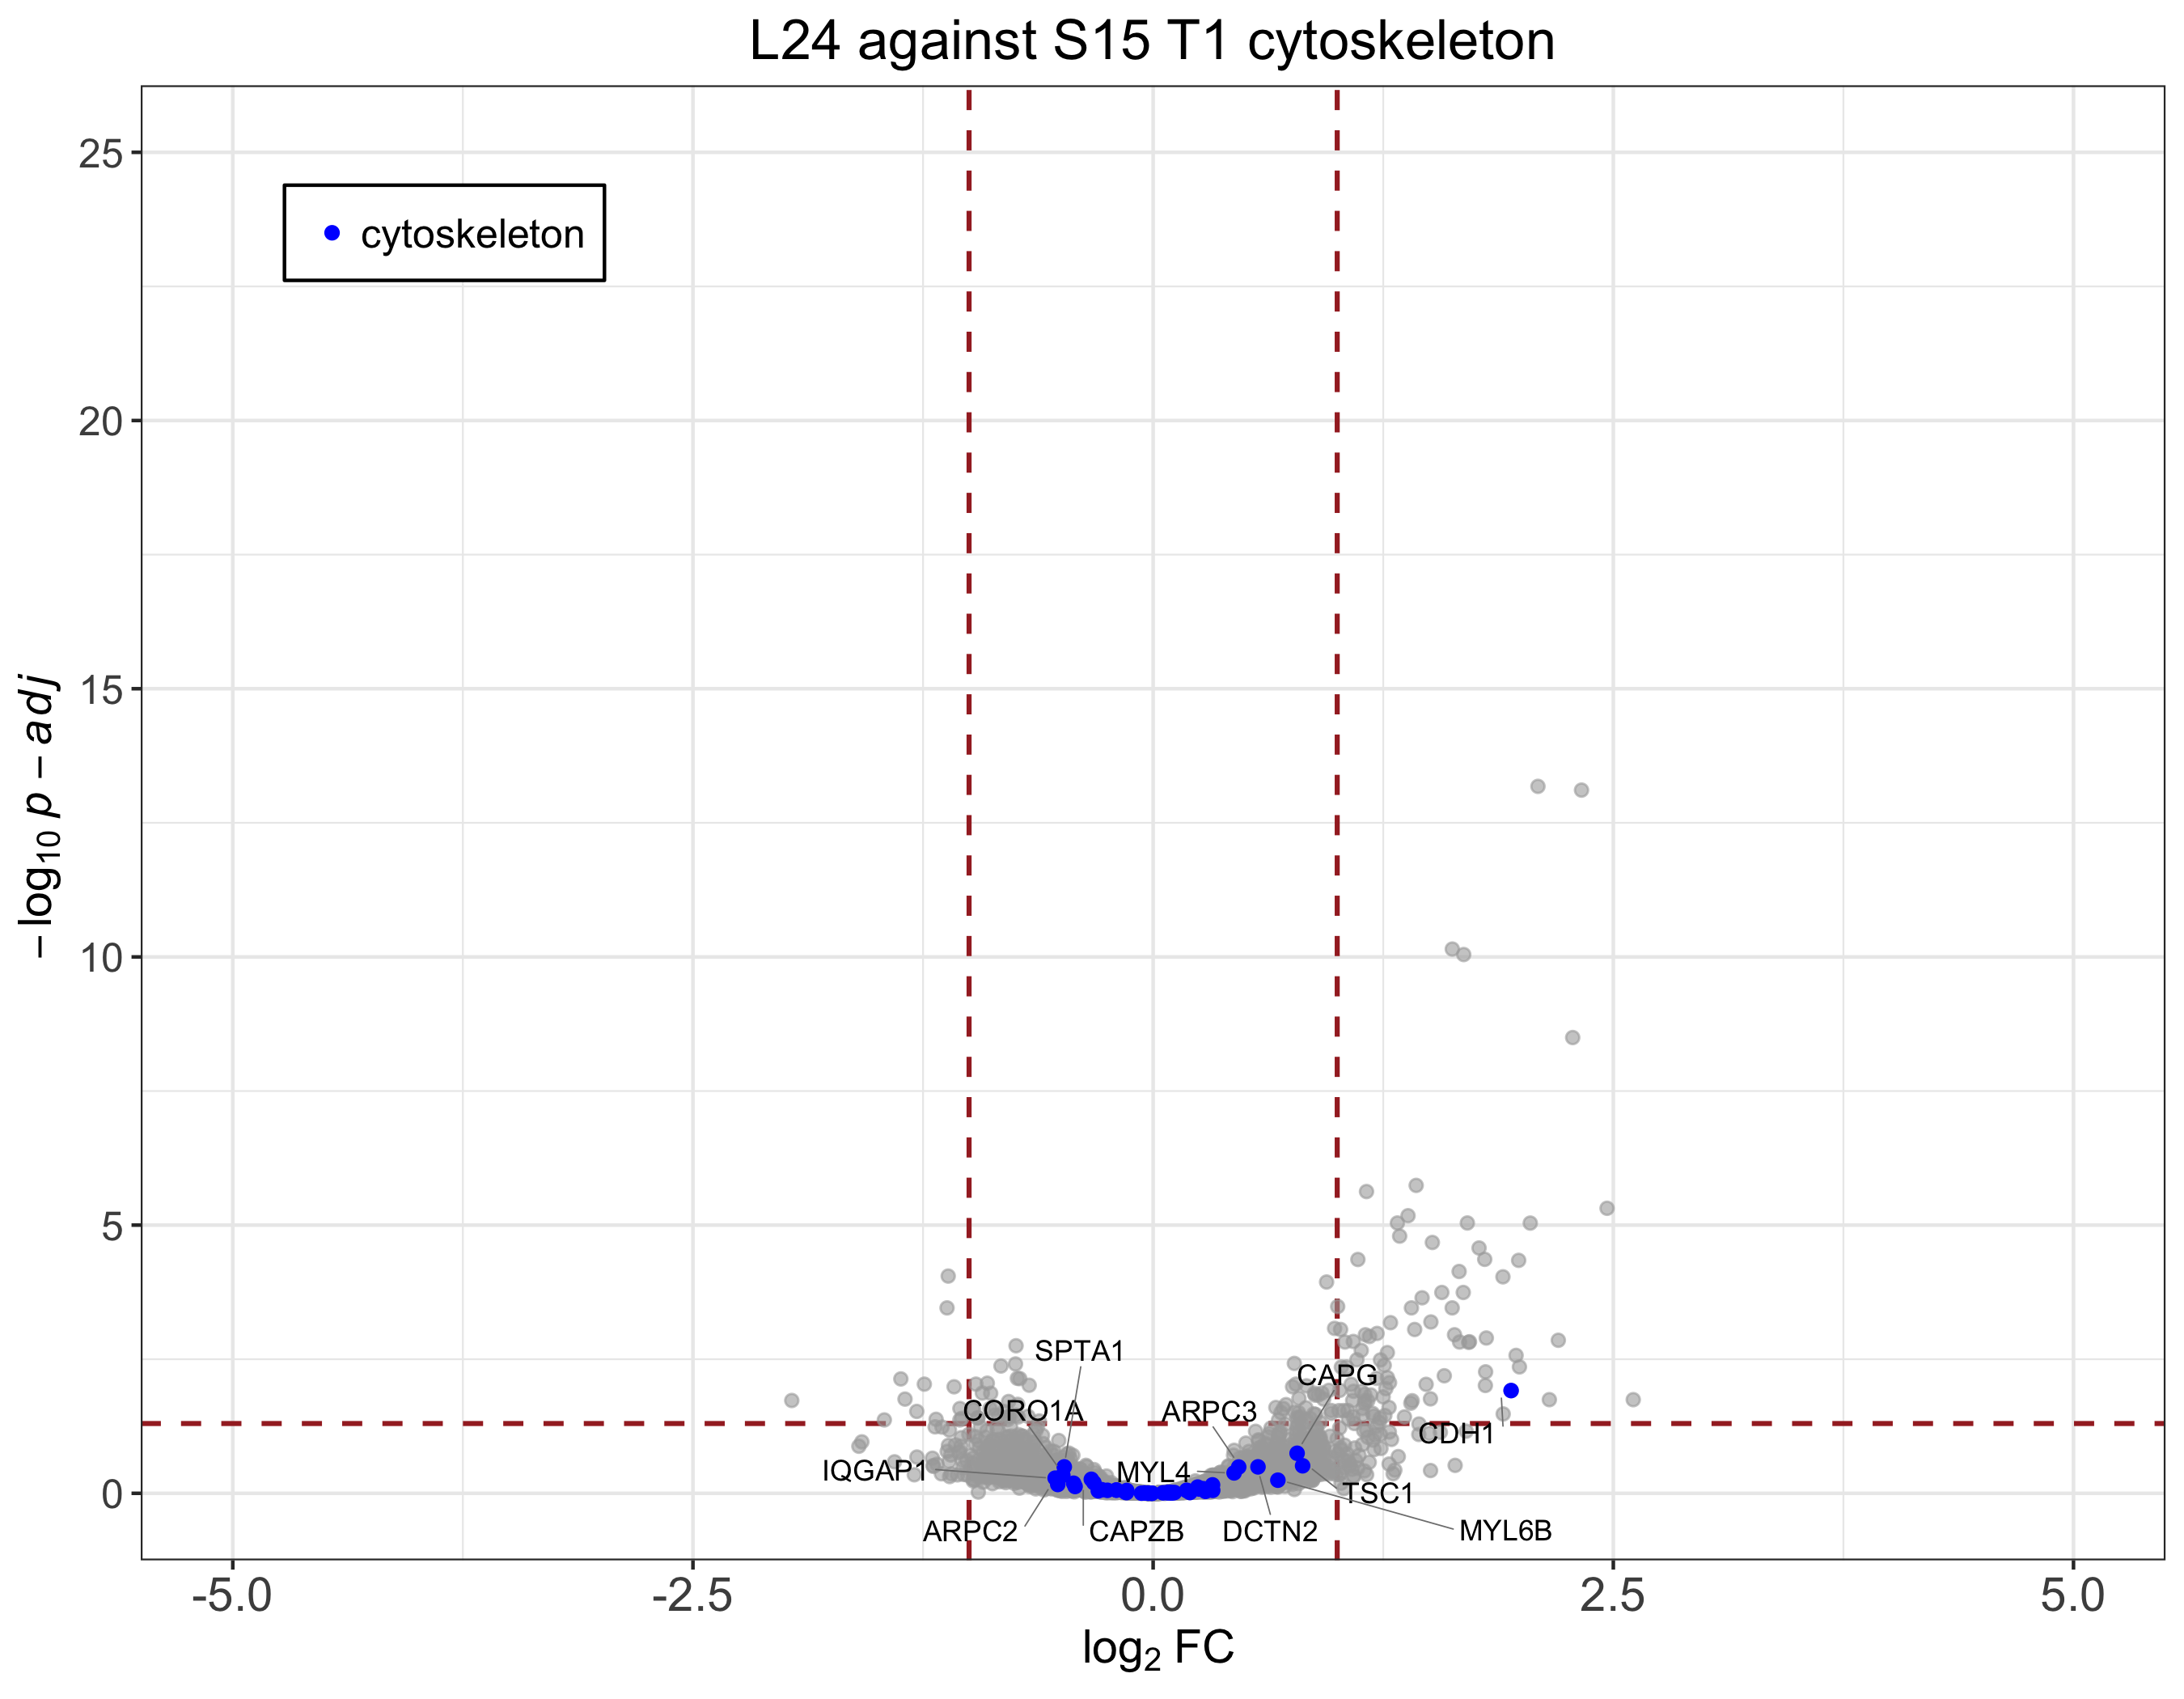 L24 against S15 T1 cytoskeleton
25
cytoskeleton
20
15
−log10 p − adj
10
5
SPTA1
CAPG
CORO1A
ARPC3
CDH1
IQGAP1
MYL4
0
TSC1
ARPC2
CAPZB
DCTN2
MYL6B
-5.0
-2.5
0.0
2.5
5.0
log2 FC